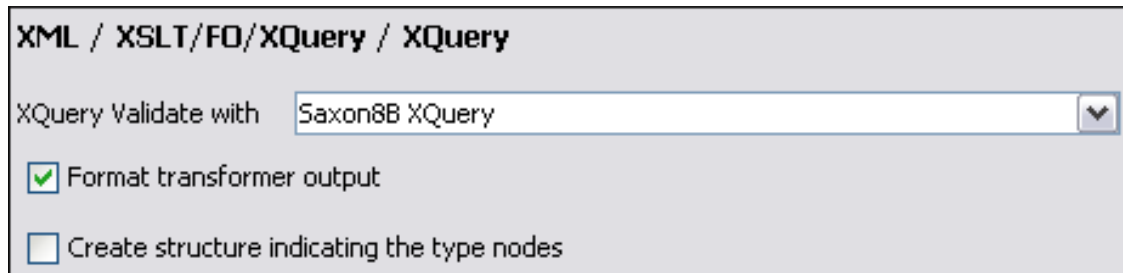 XML / XSLT/FO/XQuery / XQuery
XQuery Validate with Saxon8B XQuery
Format transformer output
Create structure indicating the type nodes